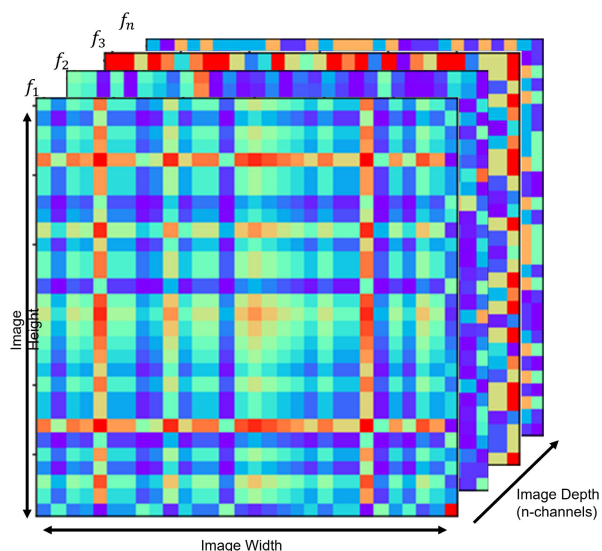 fn
f3
f2
f1
Image
Height
Image Depth
(n-channels)
Image Width